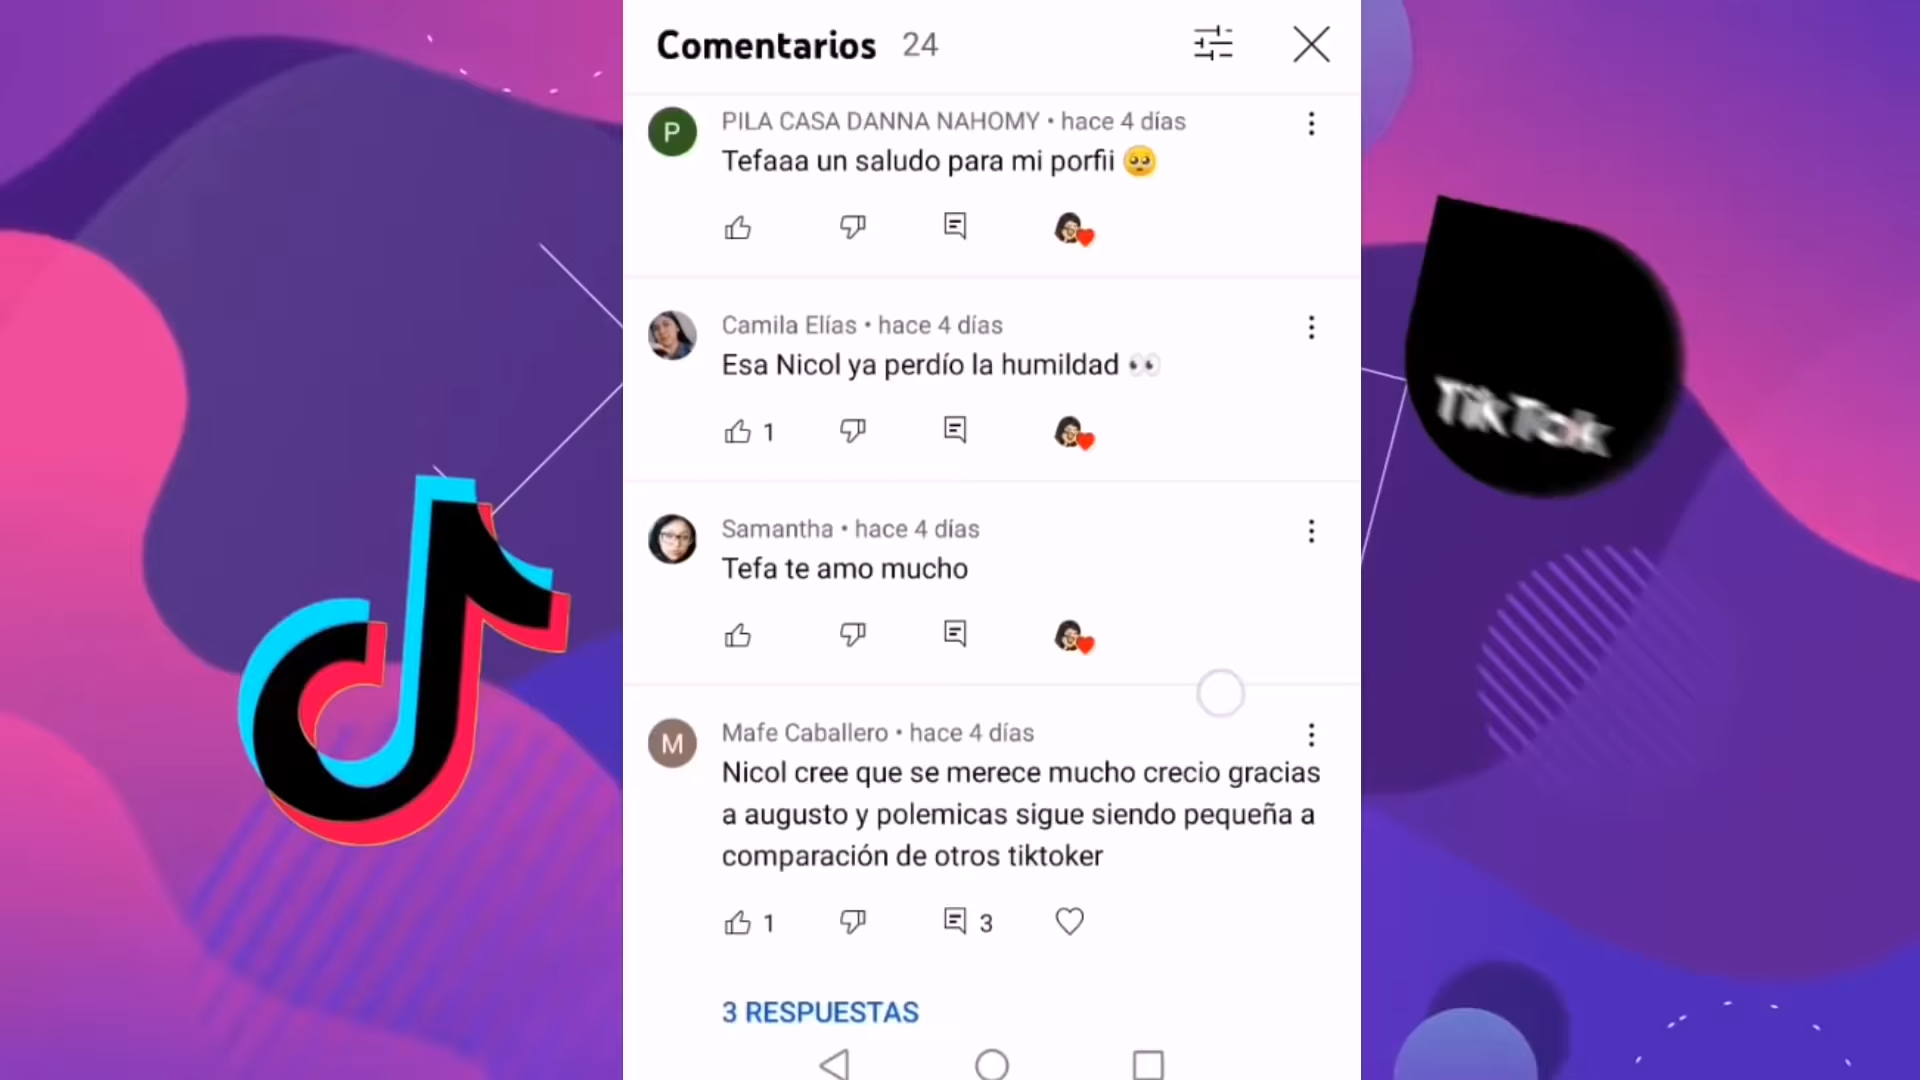 Comentarios 24
P
PILA CASA DANNA NAHOMY • hace 4 días
Tefaaa un saludo para mi porfii 🥺
Camila Elías • hace 4 días
Esa Nicol ya perdío la humildad 👀
1
Samantha • hace 4 días
Tefa te amo mucho
M
Mafe Caballero • hace 4 días
Nicol cree que se merece mucho crecio gracias
a augusto y polemicas sigue siendo pequeña a
comparación de otros tiktoker
1 3
3 RESPUESTAS
TikTok